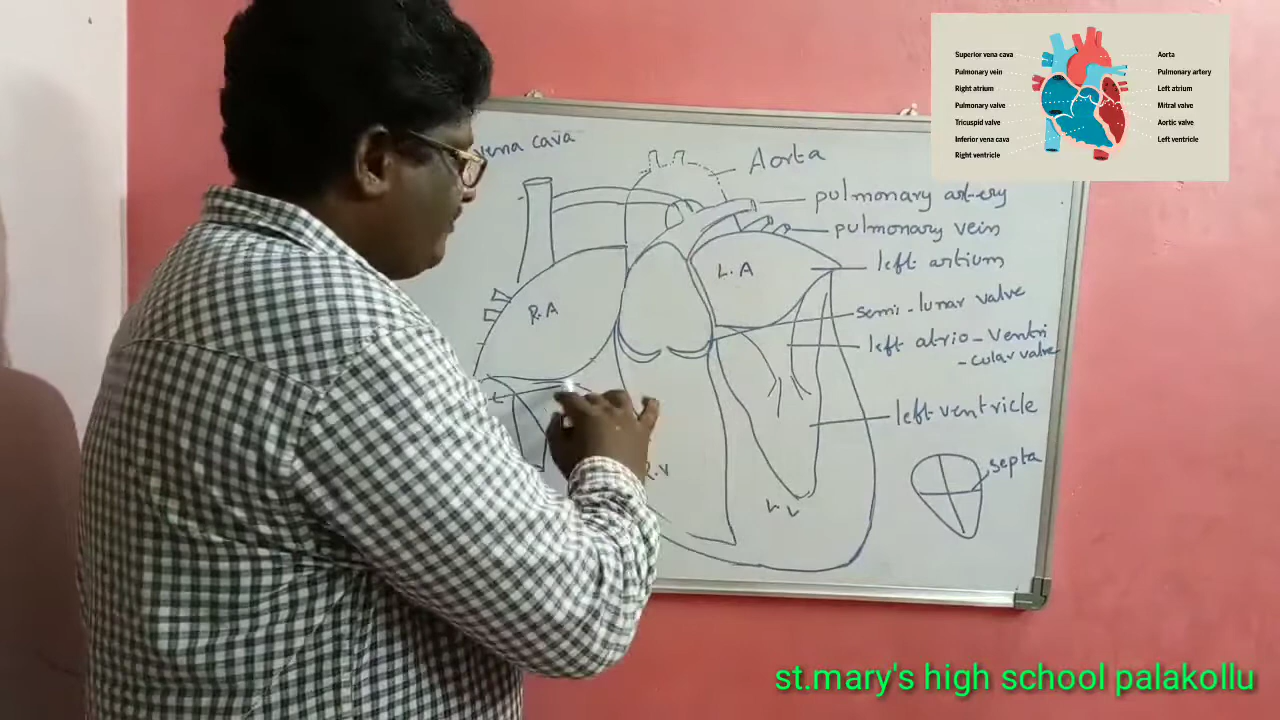 Superior vena cava
Pulmonary vein
Right atrium
Pulmonary valve
Tricuspid valve
Inferior vena cava
Right ventricle
Aorta
Pulmonary artery
Left atrium
Mitral valve
Aortic valve
Left ventricle
vena cava
Aorta
pulmonary artery
pulmonary vein
left artium
semi-lunar valve
left atrio-ventri
-cular valve
left ventricle
septa
R.A
L.A
R.V
L V
st.mary's high school palakollu